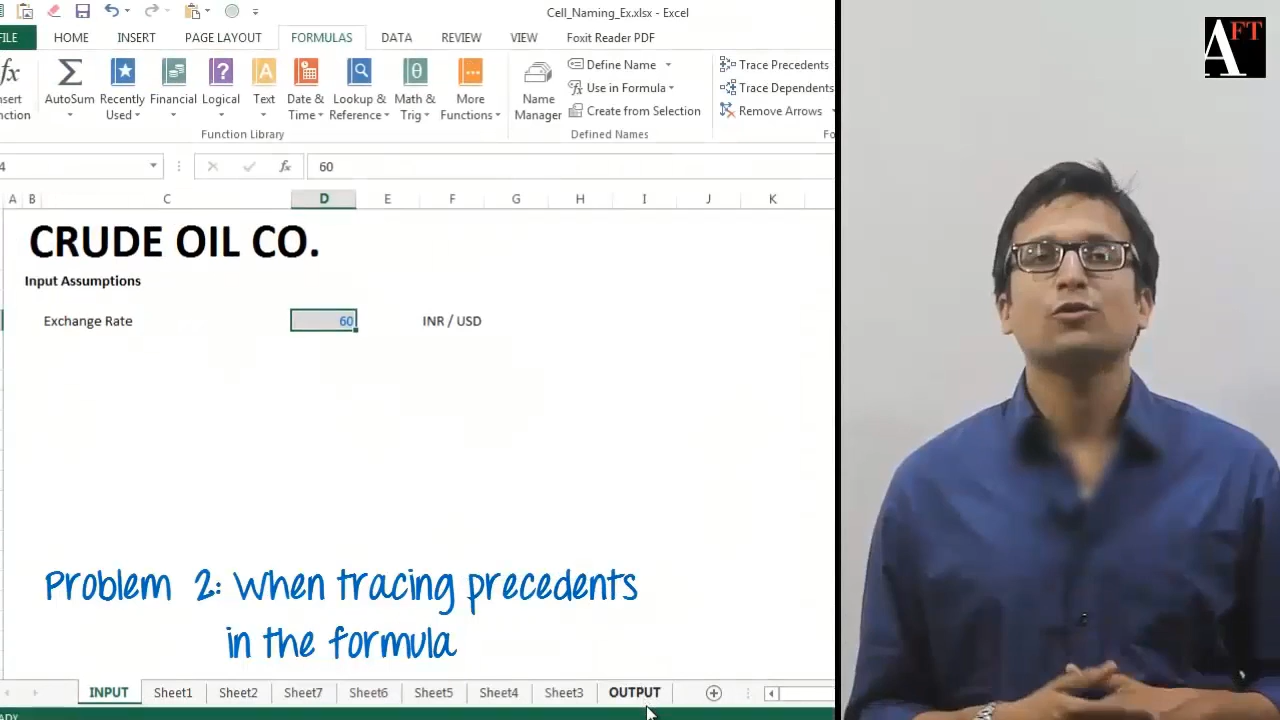 Cell_Naming_Ex.xlsx - Excel
FILE HOME INSERT PAGE LAYOUT FORMULAS DATA REVIEW VIEW Foxit Reader PDF
fx Σ ? A θ
AutoSum Recently Used Financial Logical Text Date & Time Lookup & Reference Math & Trig More Functions
Function Library
Name Manager
Define Name
Use in Formula
Create from Selection
Defined Names
Trace Precedents
Trace Dependents
Remove Arrows
4 fx 60
A B C D E F G H I J K
CRUDE OIL CO.
Input Assumptions
Exchange Rate 60 INR / USD
Problem 2: When tracing precedents
in the formula
INPUT Sheet1 Sheet2 Sheet7 Sheet6 Sheet5 Sheet4 Sheet3 OUTPUT
AFT